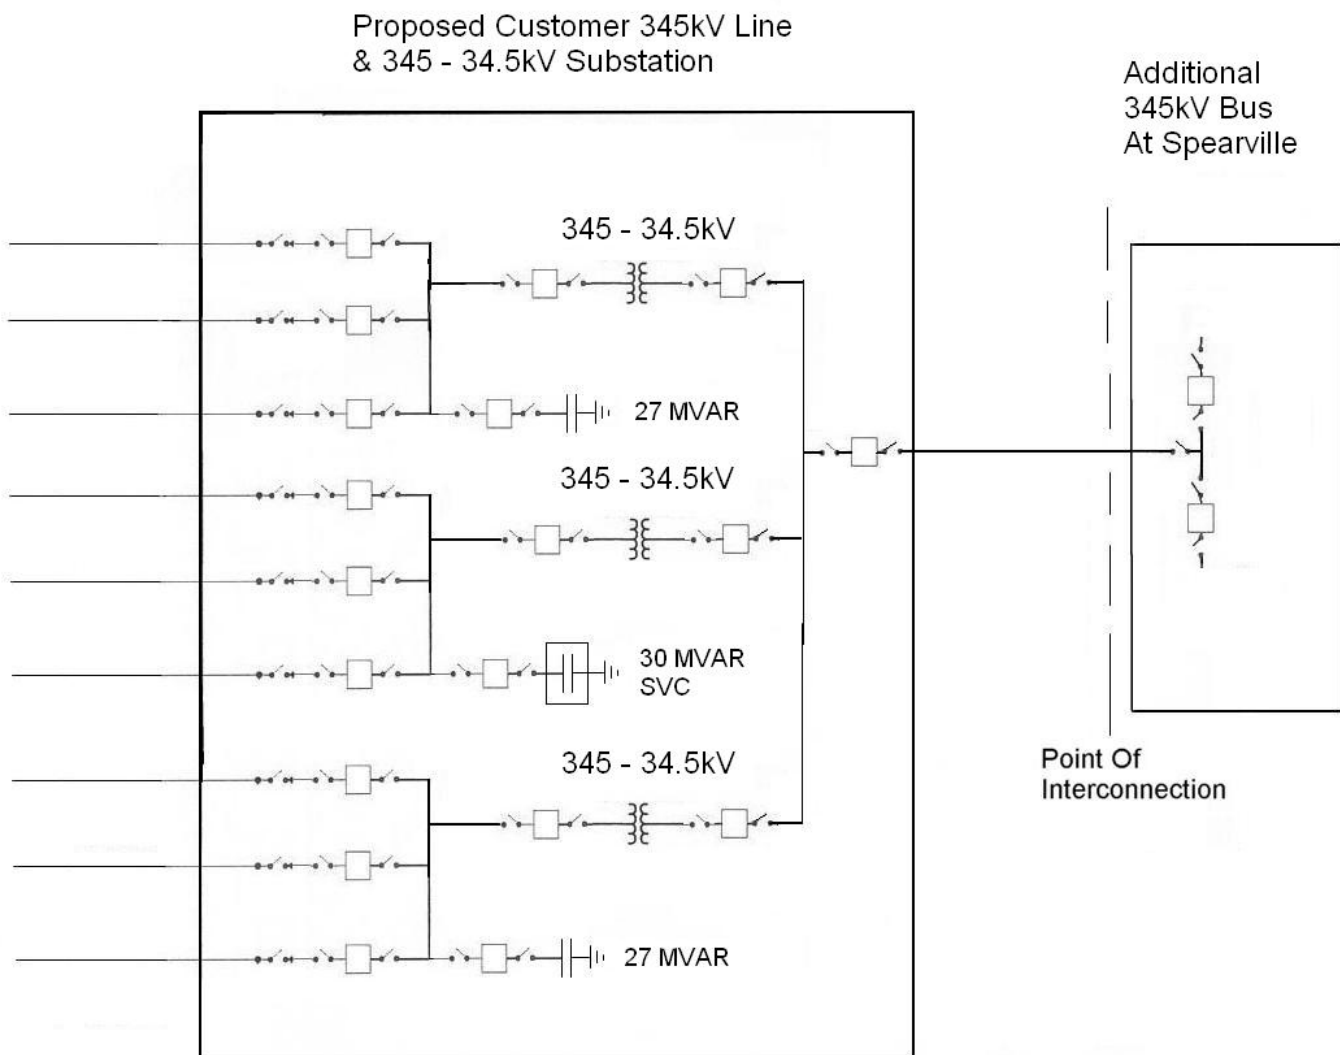 Proposed Customer 345kV Line
& 345 - 34.5kV Substation
Additional
345kV Bus
At Spearville
345 - 34.5kV
27 MVAR
345 - 34.5kV
30 MVAR
SVC
345 - 34.5kV
27 MVAR
Point Of
Interconnection